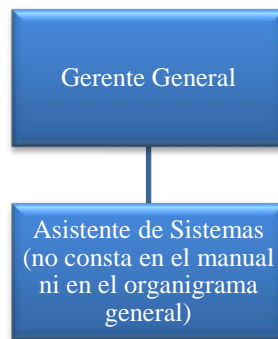 Gerente General
Asistente de Sistemas
(no consta en el manual
ni en el organigrama
general)